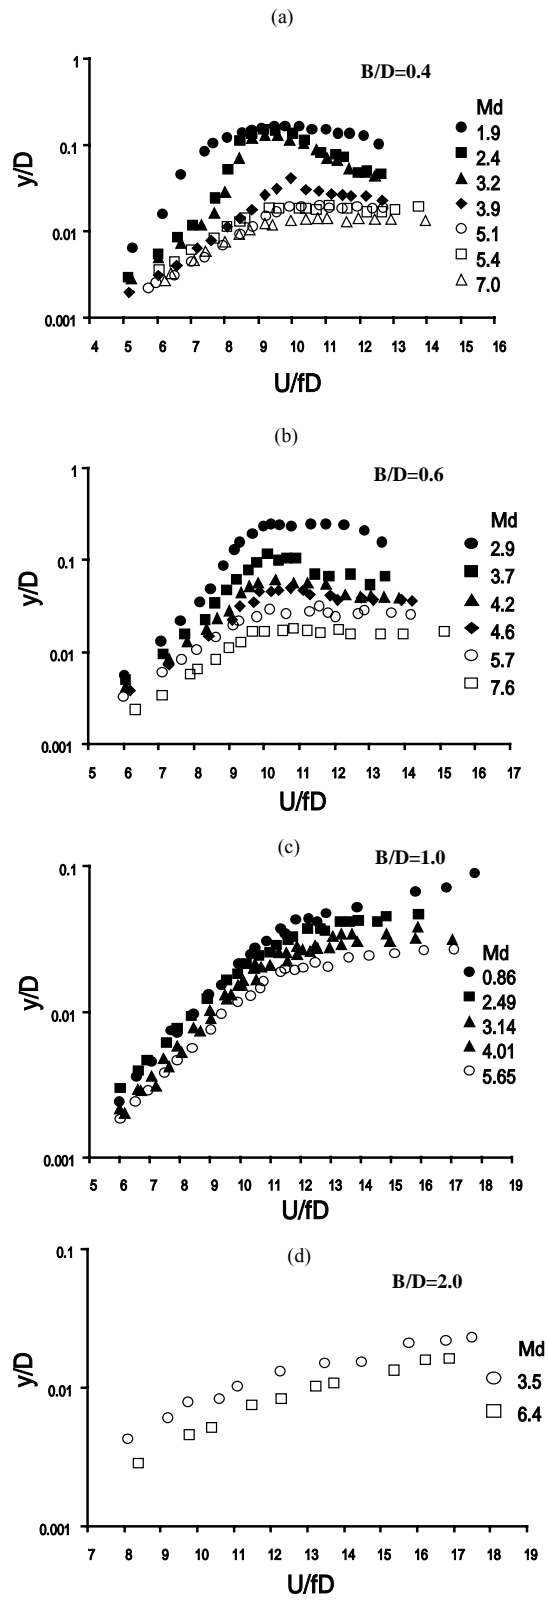 (a)
B/D=0.4
Md
1.9
2.4
3.2
3.9
5.1
5.4
7.0
1
0.1
0.01
0.001
y/D
4 5 6 7 8 9 10 11 12 13 14 15 16
U/fD
(b)
B/D=0.6
Md
2.9
3.7
4.2
4.6
5.7
7.6
1
0.1
0.01
0.001
y/D
5 6 7 8 9 10 11 12 13 14 15 16 17
U/fD
(c)
B/D=1.0
Md
0.86
2.49
3.14
4.01
5.65
0.1
0.01
0.001
y/D
5 6 7 8 9 10 11 12 13 14 15 16 17 18 19
U/fD
(d)
B/D=2.0
Md
3.5
6.4
0.1
0.01
0.001
y/D
7 8 9 10 11 12 13 14 15 16 17 18 19
U/fD